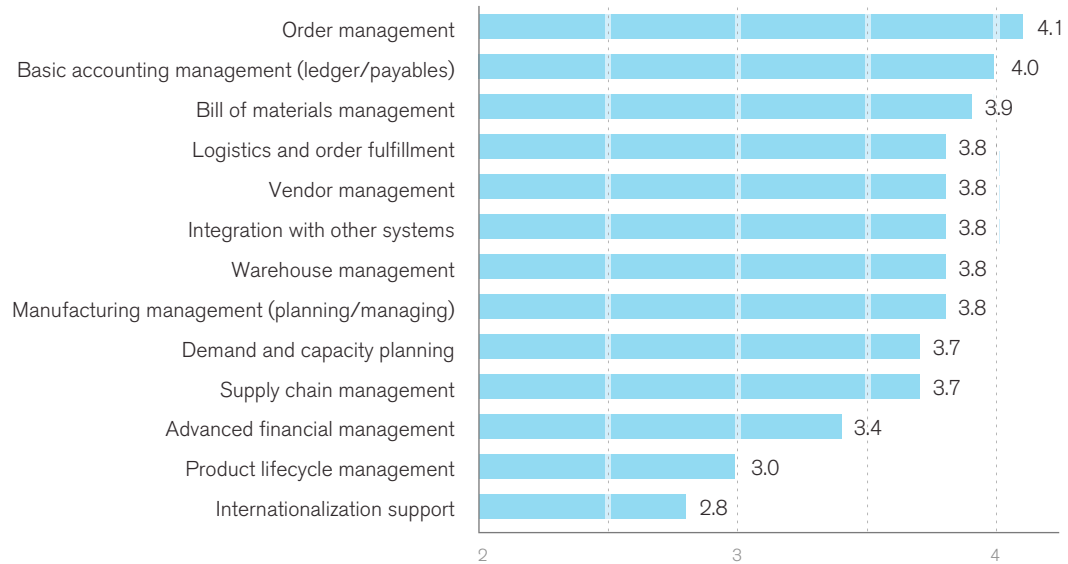 Order management 4.1
Basic accounting management (ledger/payables) 4.0
Bill of materials management 3.9
Logistics and order fulfillment 3.8
Vendor management 3.8
Integration with other systems 3.8
Warehouse management 3.8
Manufacturing management (planning/managing) 3.8
Demand and capacity planning 3.7
Supply chain management 3.7
Advanced financial management 3.4
Product lifecycle management 3.0
Internationalization support 2.8
2 3 4